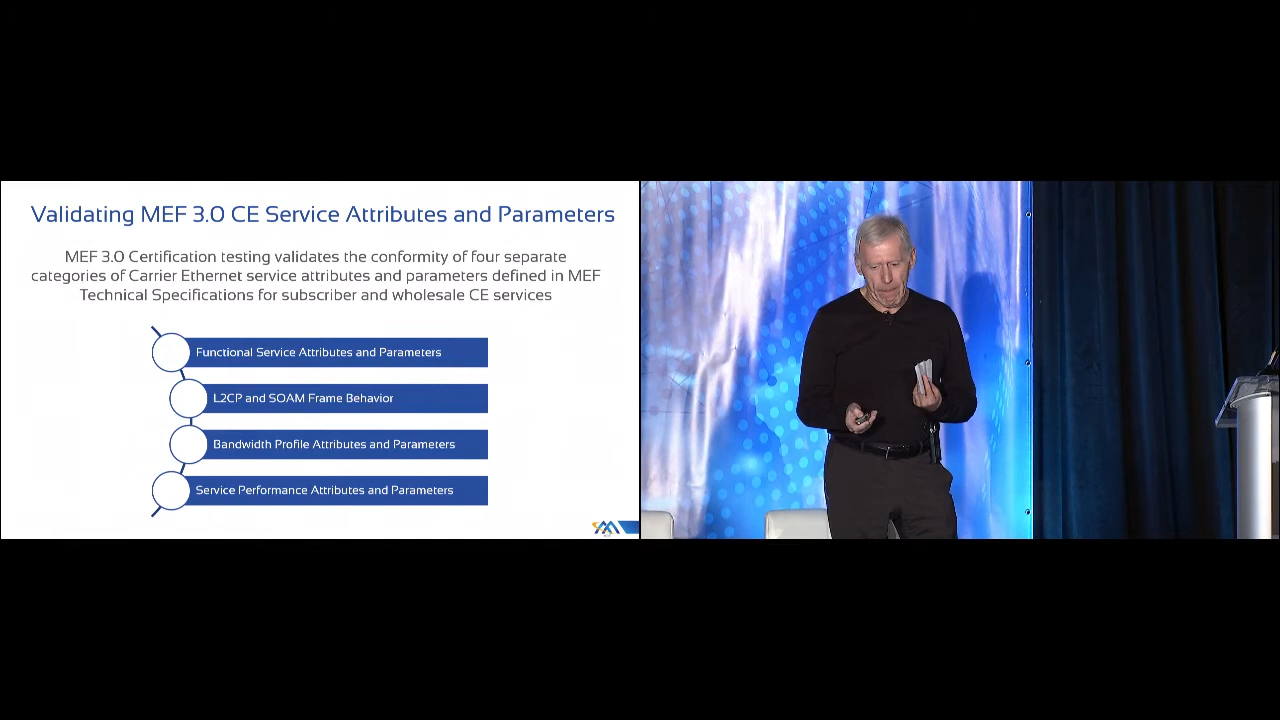 Validating MEF 3.0 CE Service Attributes and Parameters
MEF 3.0 Certification testing validates the conformity of four separate
categories of Carrier Ethernet service attributes and parameters defined in MEF
Technical Specifications for subscriber and wholesale CE services
Functional Service Attributes and Parameters
L2CP and SOAM Frame Behavior
Bandwidth Profile Attributes and Parameters
Service Performance Attributes and Parameters